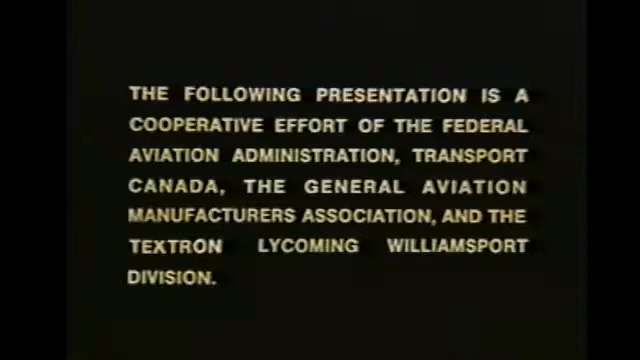 THE FOLLOWING PRESENTATION IS A
COOPERATIVE EFFORT OF THE FEDERAL
AVIATION ADMINISTRATION, TRANSPORT
CANADA, THE GENERAL AVIATION
MANUFACTURERS ASSOCIATION, AND THE
TEXTRON LYCOMING WILLIAMSPORT
DIVISION.